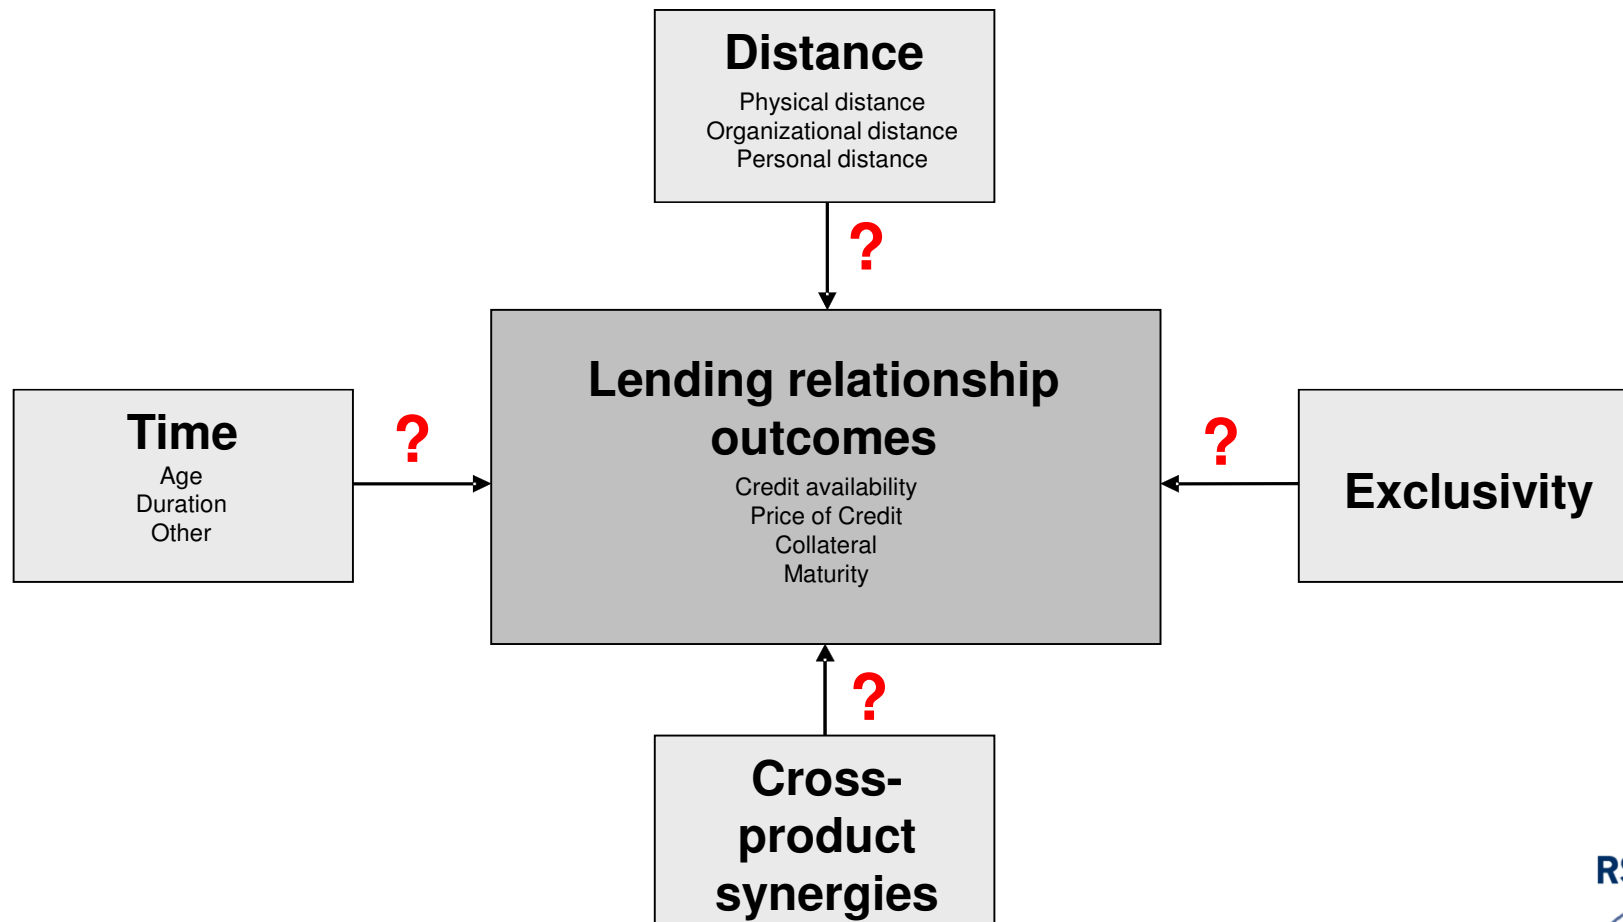 Distance
Physical distance
Organizational distance
Personal distance
?
Lending relationship
outcomes
Credit availability
Price of Credit
Collateral
Maturity
Time
Age
Duration
Other
?
?
Exclusivity
?
Cross-
product
synergies